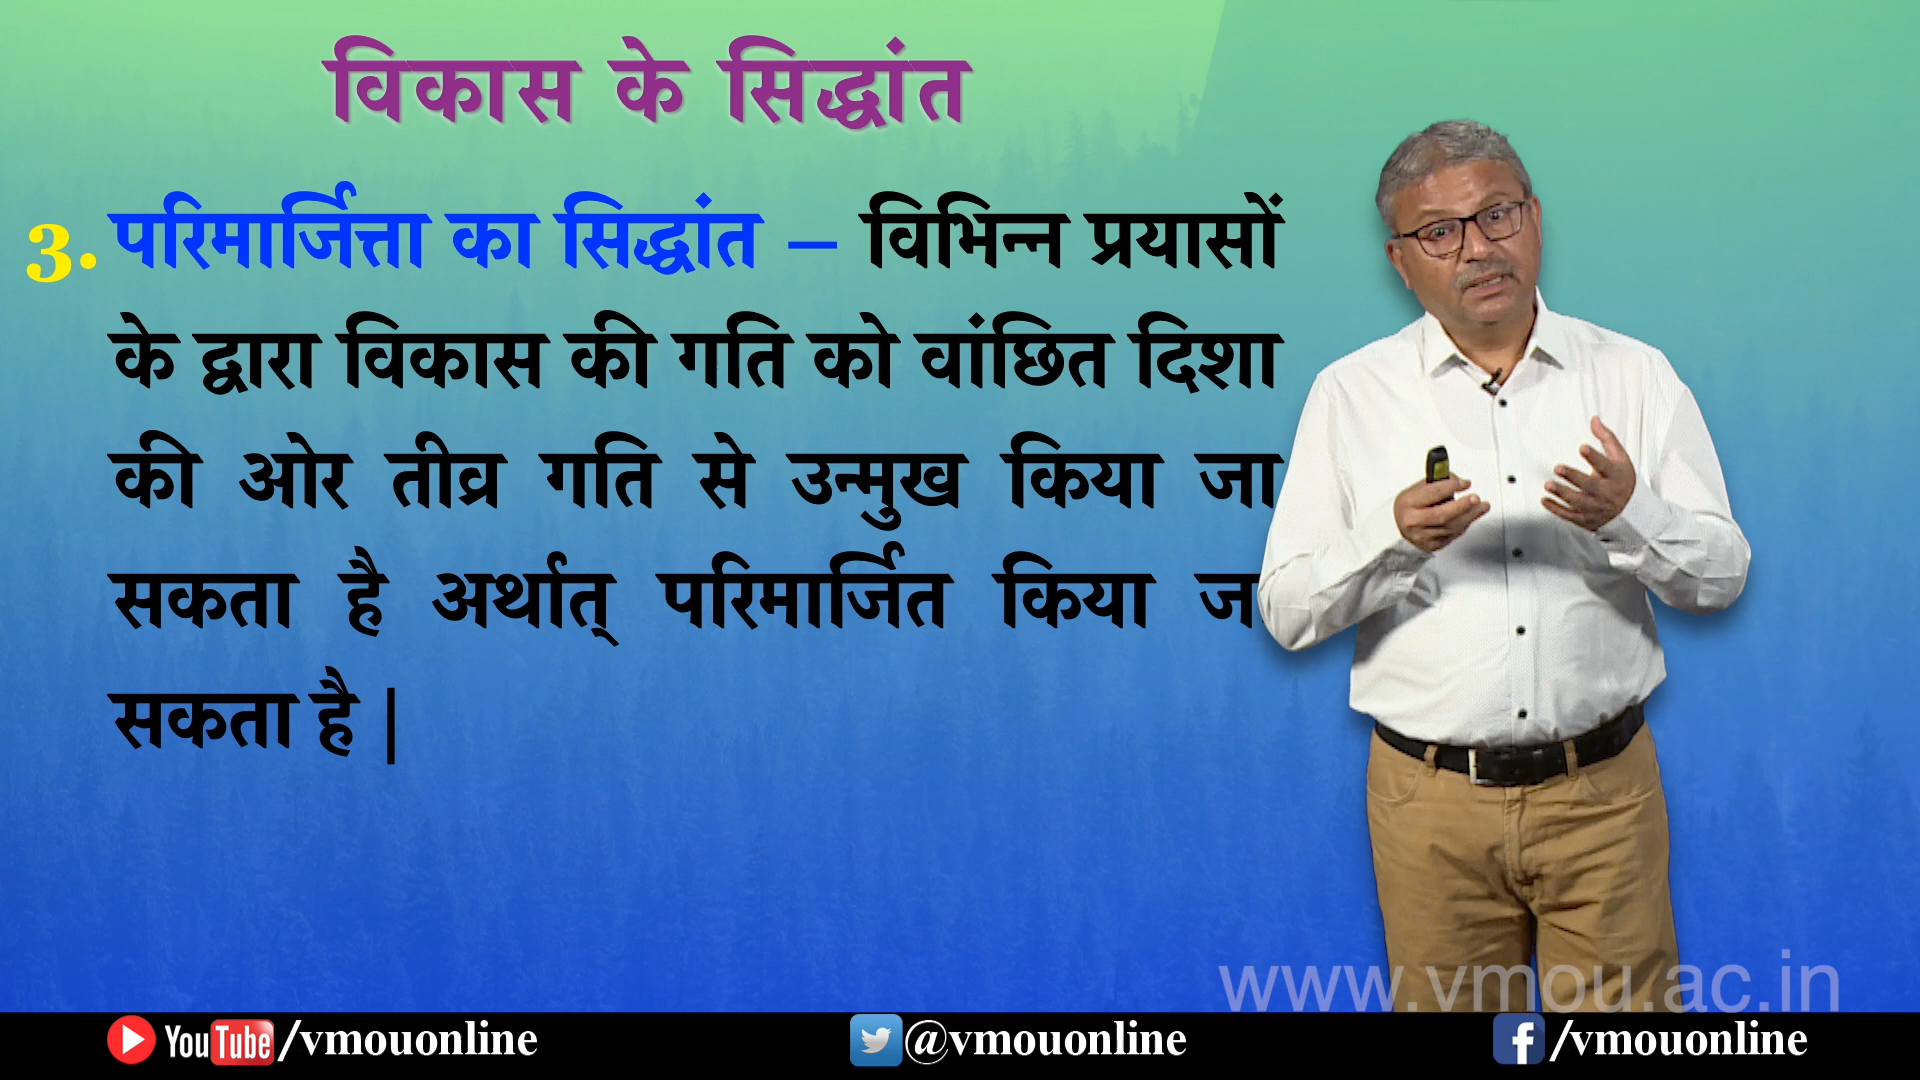 विकास के सिद्धांत
3. परिमार्जित्ता का सिद्धांत – विभिन्न प्रयासों
के द्वारा विकास की गति को वांछित दिशा
की ओर तीव्र गति से उन्मुख किया जा
सकता है अर्थात् परिमार्जित किया जा
सकता है |
www.vmou.ac.in
YouTube /vmouonline @vmouonline /vmouonline